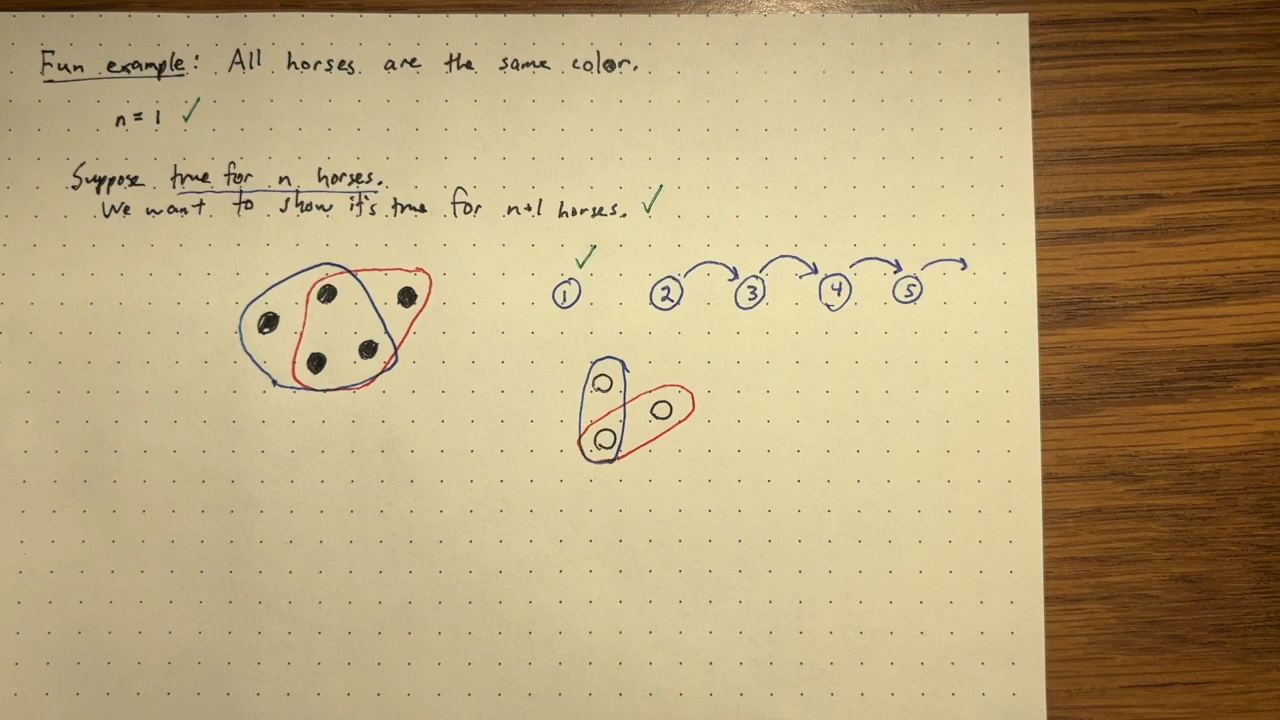 Fun example: All horses are the same color.
n = 1 ✓
Suppose true for n horses.
We want to show it's true for n+1 horses. ✓
✓
1 2 3 4 5